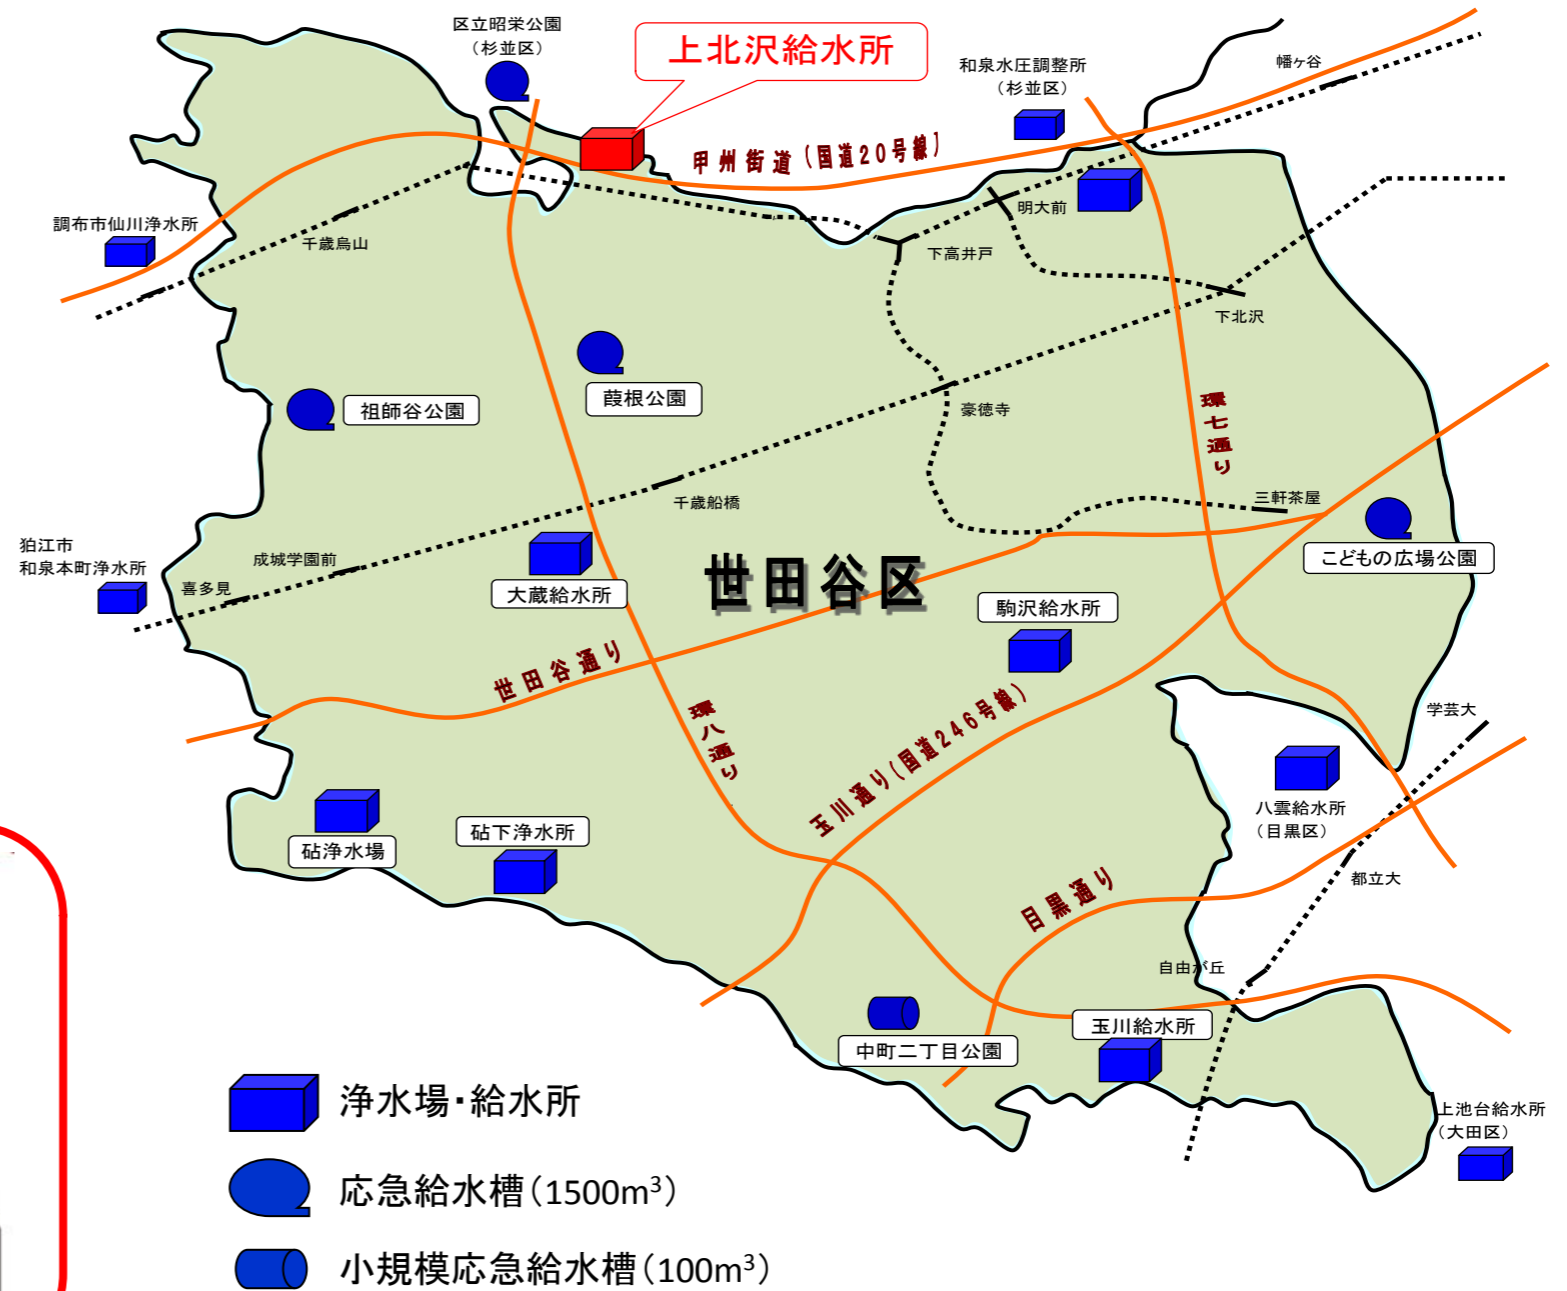 区立昭栄公園
（杉並区）
上北沢給水所
和泉水圧調整所
（杉並区）
幡ヶ谷
甲州街道（国道20号線）
明大前
調布市仙川浄水所
千歳烏山
下高井戸
下北沢
祖師谷公園
葭根公園
豪徳寺
環七通り
千歳船橋
三軒茶屋
狛江市
和泉本町浄水所
成城学園前
喜多見
こどもの広場公園
世田谷区
大蔵給水所
駒沢給水所
世田谷通り
環八通り
玉川通り（国道246号線）
学芸大
八雲給水所
（目黒区）
砧浄水場
砧下浄水所
都立大
目黒通り
自由が丘
玉川給水所
中町二丁目公園
上池台給水所
（大田区）
浄水場・給水所
応急給水槽（1500m³）
小規模応急給水槽（100m³）